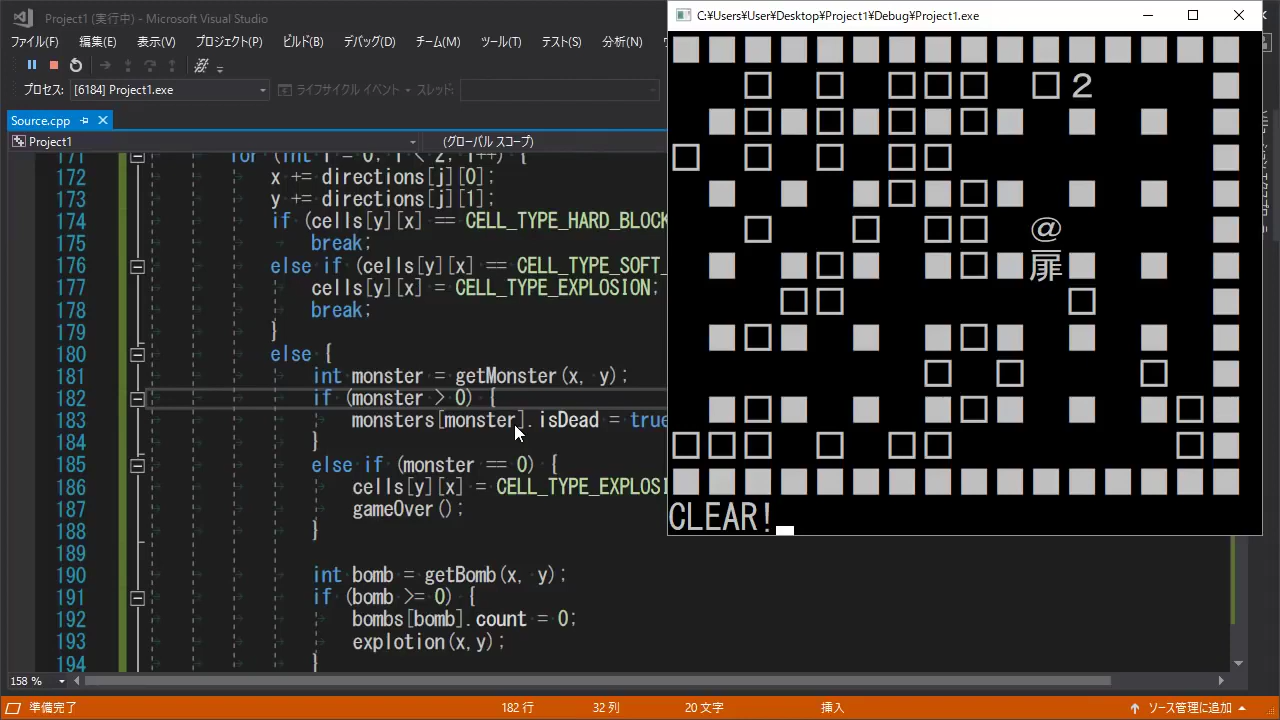 Project1 (実行中) - Microsoft Visual Studio
ファイル(F) 編集(E) 表示(V) プロジェクト(P) ビルド(B) デバッグ(D) チーム(M) ツール(T) テスト(S) 分析(N)
プロセス: [6184] Project1.exe ライフサイクル イベント スレッド:
Source.cpp
Project1 (グローバル スコープ)
171 for (int i = 0; i < 2; i++) {
172 x += directions[j][0];
173 y += directions[j][1];
174 if (cells[y][x] == CELL_TYPE_HARD_BLOCK
175 break;
176 else if (cells[y][x] == CELL_TYPE_SOFT_
177 cells[y][x] = CELL_TYPE_EXPLOSION;
178 break;
179 }
180 else {
181 int monster = getMonster(x, y);
182 if (monster > 0) {
183 monsters[monster].isDead = true
184 }
185 else if (monster == 0) {
186 cells[y][x] = CELL_TYPE_EXPLOSI
187 gameOver();
188 }
189
190 int bomb = getBomb(x, y);
191 if (bomb >= 0) {
192 bombs[bomb].count = 0;
193 explotion(x,y);
194 }
158 %
準備完了 182 行 32 列 20 文字 挿入 ソース管理に追加
C:¥Users¥User¥Desktop¥Project1¥Debug¥Project1.exe
2
@
扉
CLEAR!